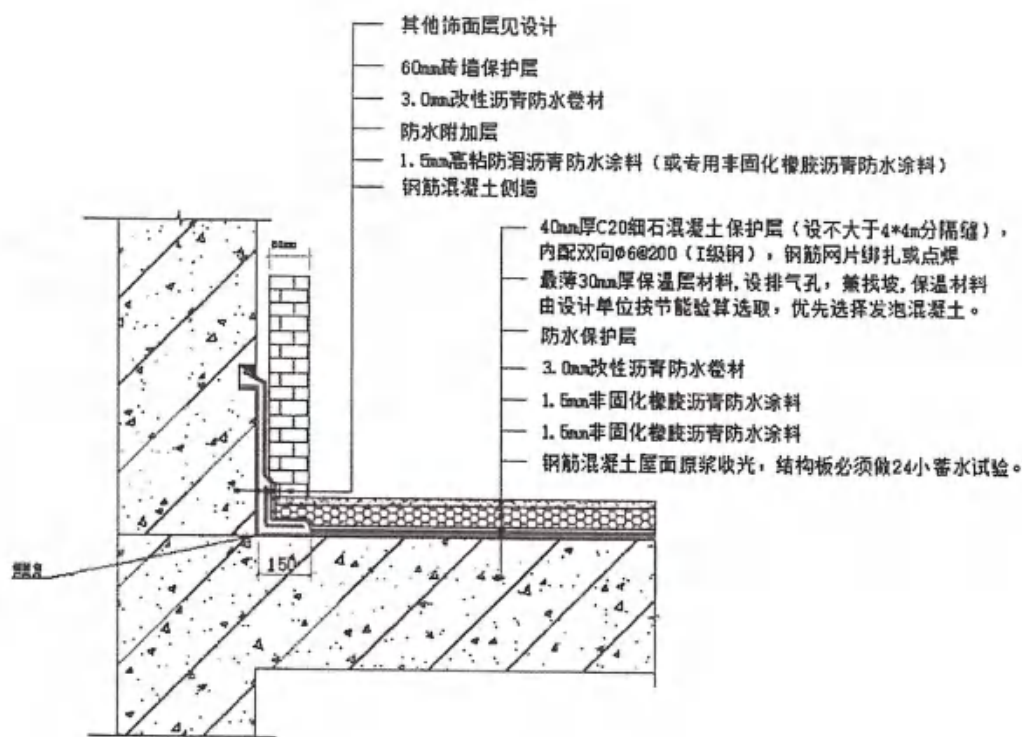 其他饰面层见设计
60mm砖墙保护层
3.0mm改性沥青防水卷材
防水附加层
1.5mm高粘防滑沥青防水涂料（或专用非固化橡胶沥青防水涂料）
钢筋混凝土侧墙
40mm厚C20细石混凝土保护层（设不大于4*4m分隔缝），
内配双向φ6@200（I级钢），钢筋网片绑扎或点焊
最薄30mm厚保温层材料,设排气孔，兼找坡,保温材料
由设计单位按节能验算选取，优先选择发泡混凝土。
防水保护层
3.0mm改性沥青防水卷材
1.5mm非固化橡胶沥青防水涂料
1.5mm非固化橡胶沥青防水涂料
钢筋混凝土屋面原浆收光，结构板必须做24小蓄水试验。
60mm
150